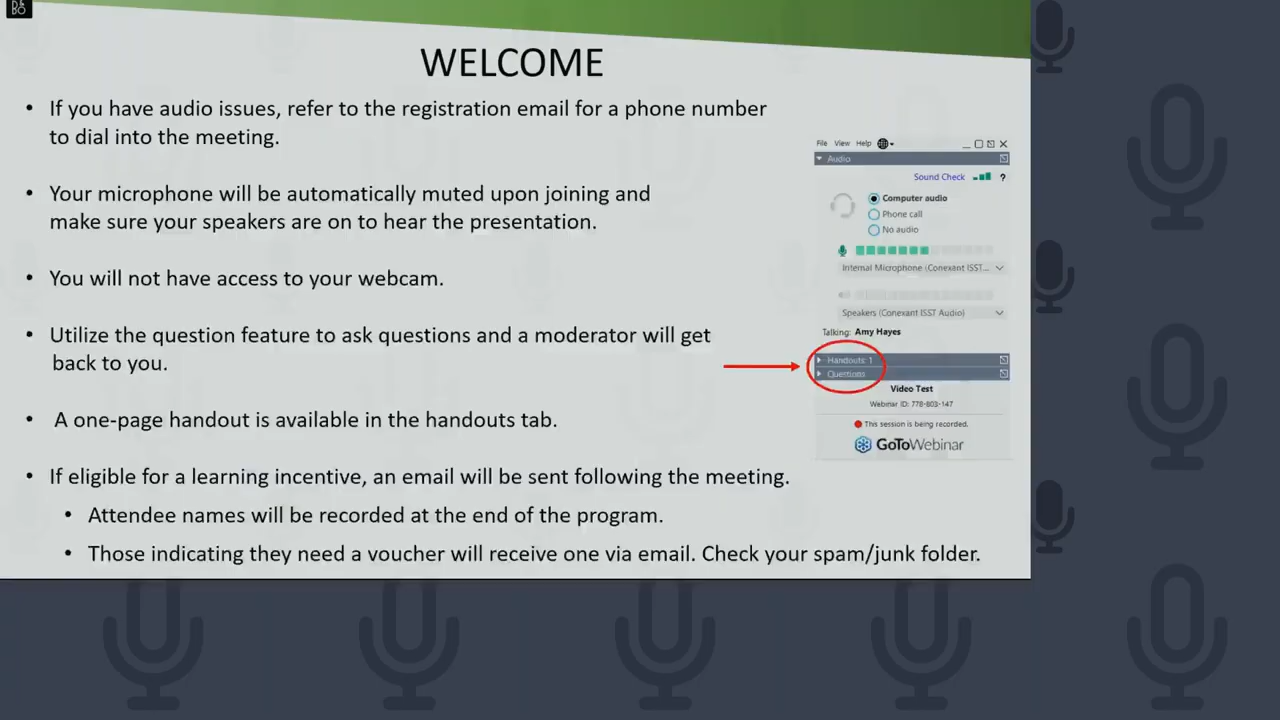 WELCOME
• If you have audio issues, refer to the registration email for a phone number
to dial into the meeting.
• Your microphone will be automatically muted upon joining and
make sure your speakers are on to hear the presentation.
• You will not have access to your webcam.
• Utilize the question feature to ask questions and a moderator will get
back to you.
• A one-page handout is available in the handouts tab.
• If eligible for a learning incentive, an email will be sent following the meeting.
• Attendee names will be recorded at the end of the program.
• Those indicating they need a voucher will receive one via email. Check your spam/junk folder.
File View Help
Audio
Sound Check ?
Computer audio
Phone call
No audio
Internal Microphone (Conexant ISST...
Speakers (Conexant ISST Audio)
Talking: Amy Hayes
Handouts: 1
Questions
Video Test
Webinar ID: 778-803-147
This session is being recorded.
GoToWebinar